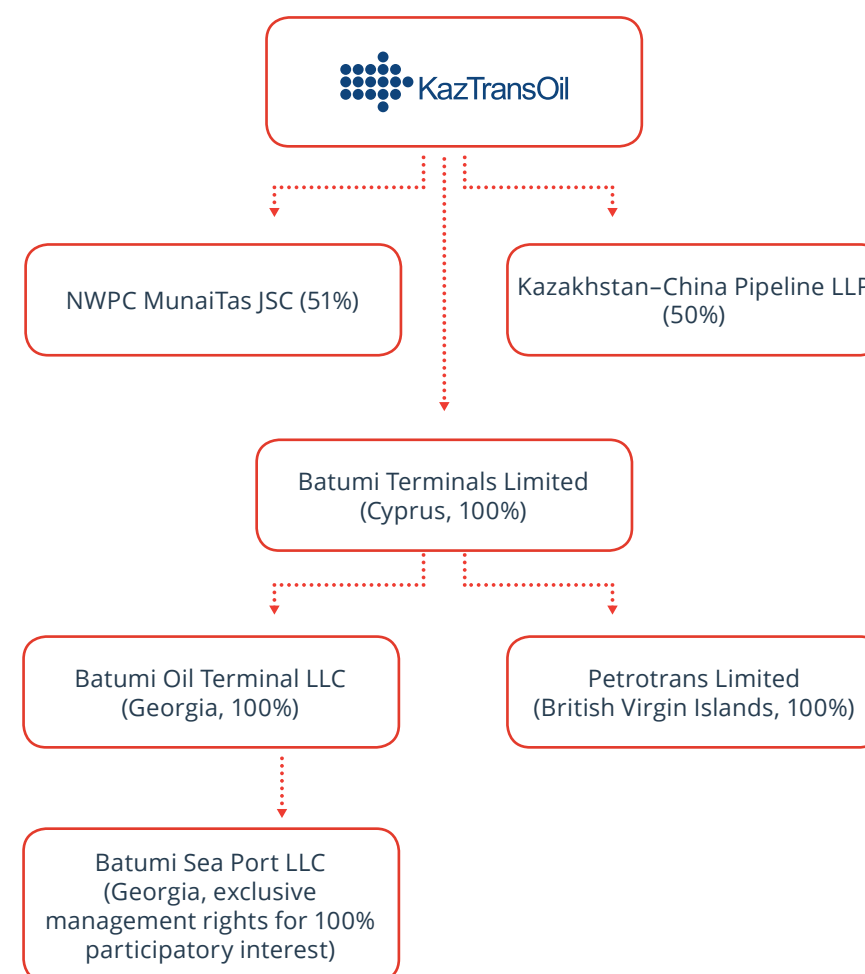 KazTransOil
NWPC MunaiTas JSC (51%)
Kazakhstan–China Pipeline LLP
(50%)
Batumi Terminals Limited
(Cyprus, 100%)
Batumi Oil Terminal LLC
(Georgia, 100%)
Petrotrans Limited
(British Virgin Islands, 100%)
Batumi Sea Port LLC
(Georgia, exclusive
management rights for 100%
participatory interest)